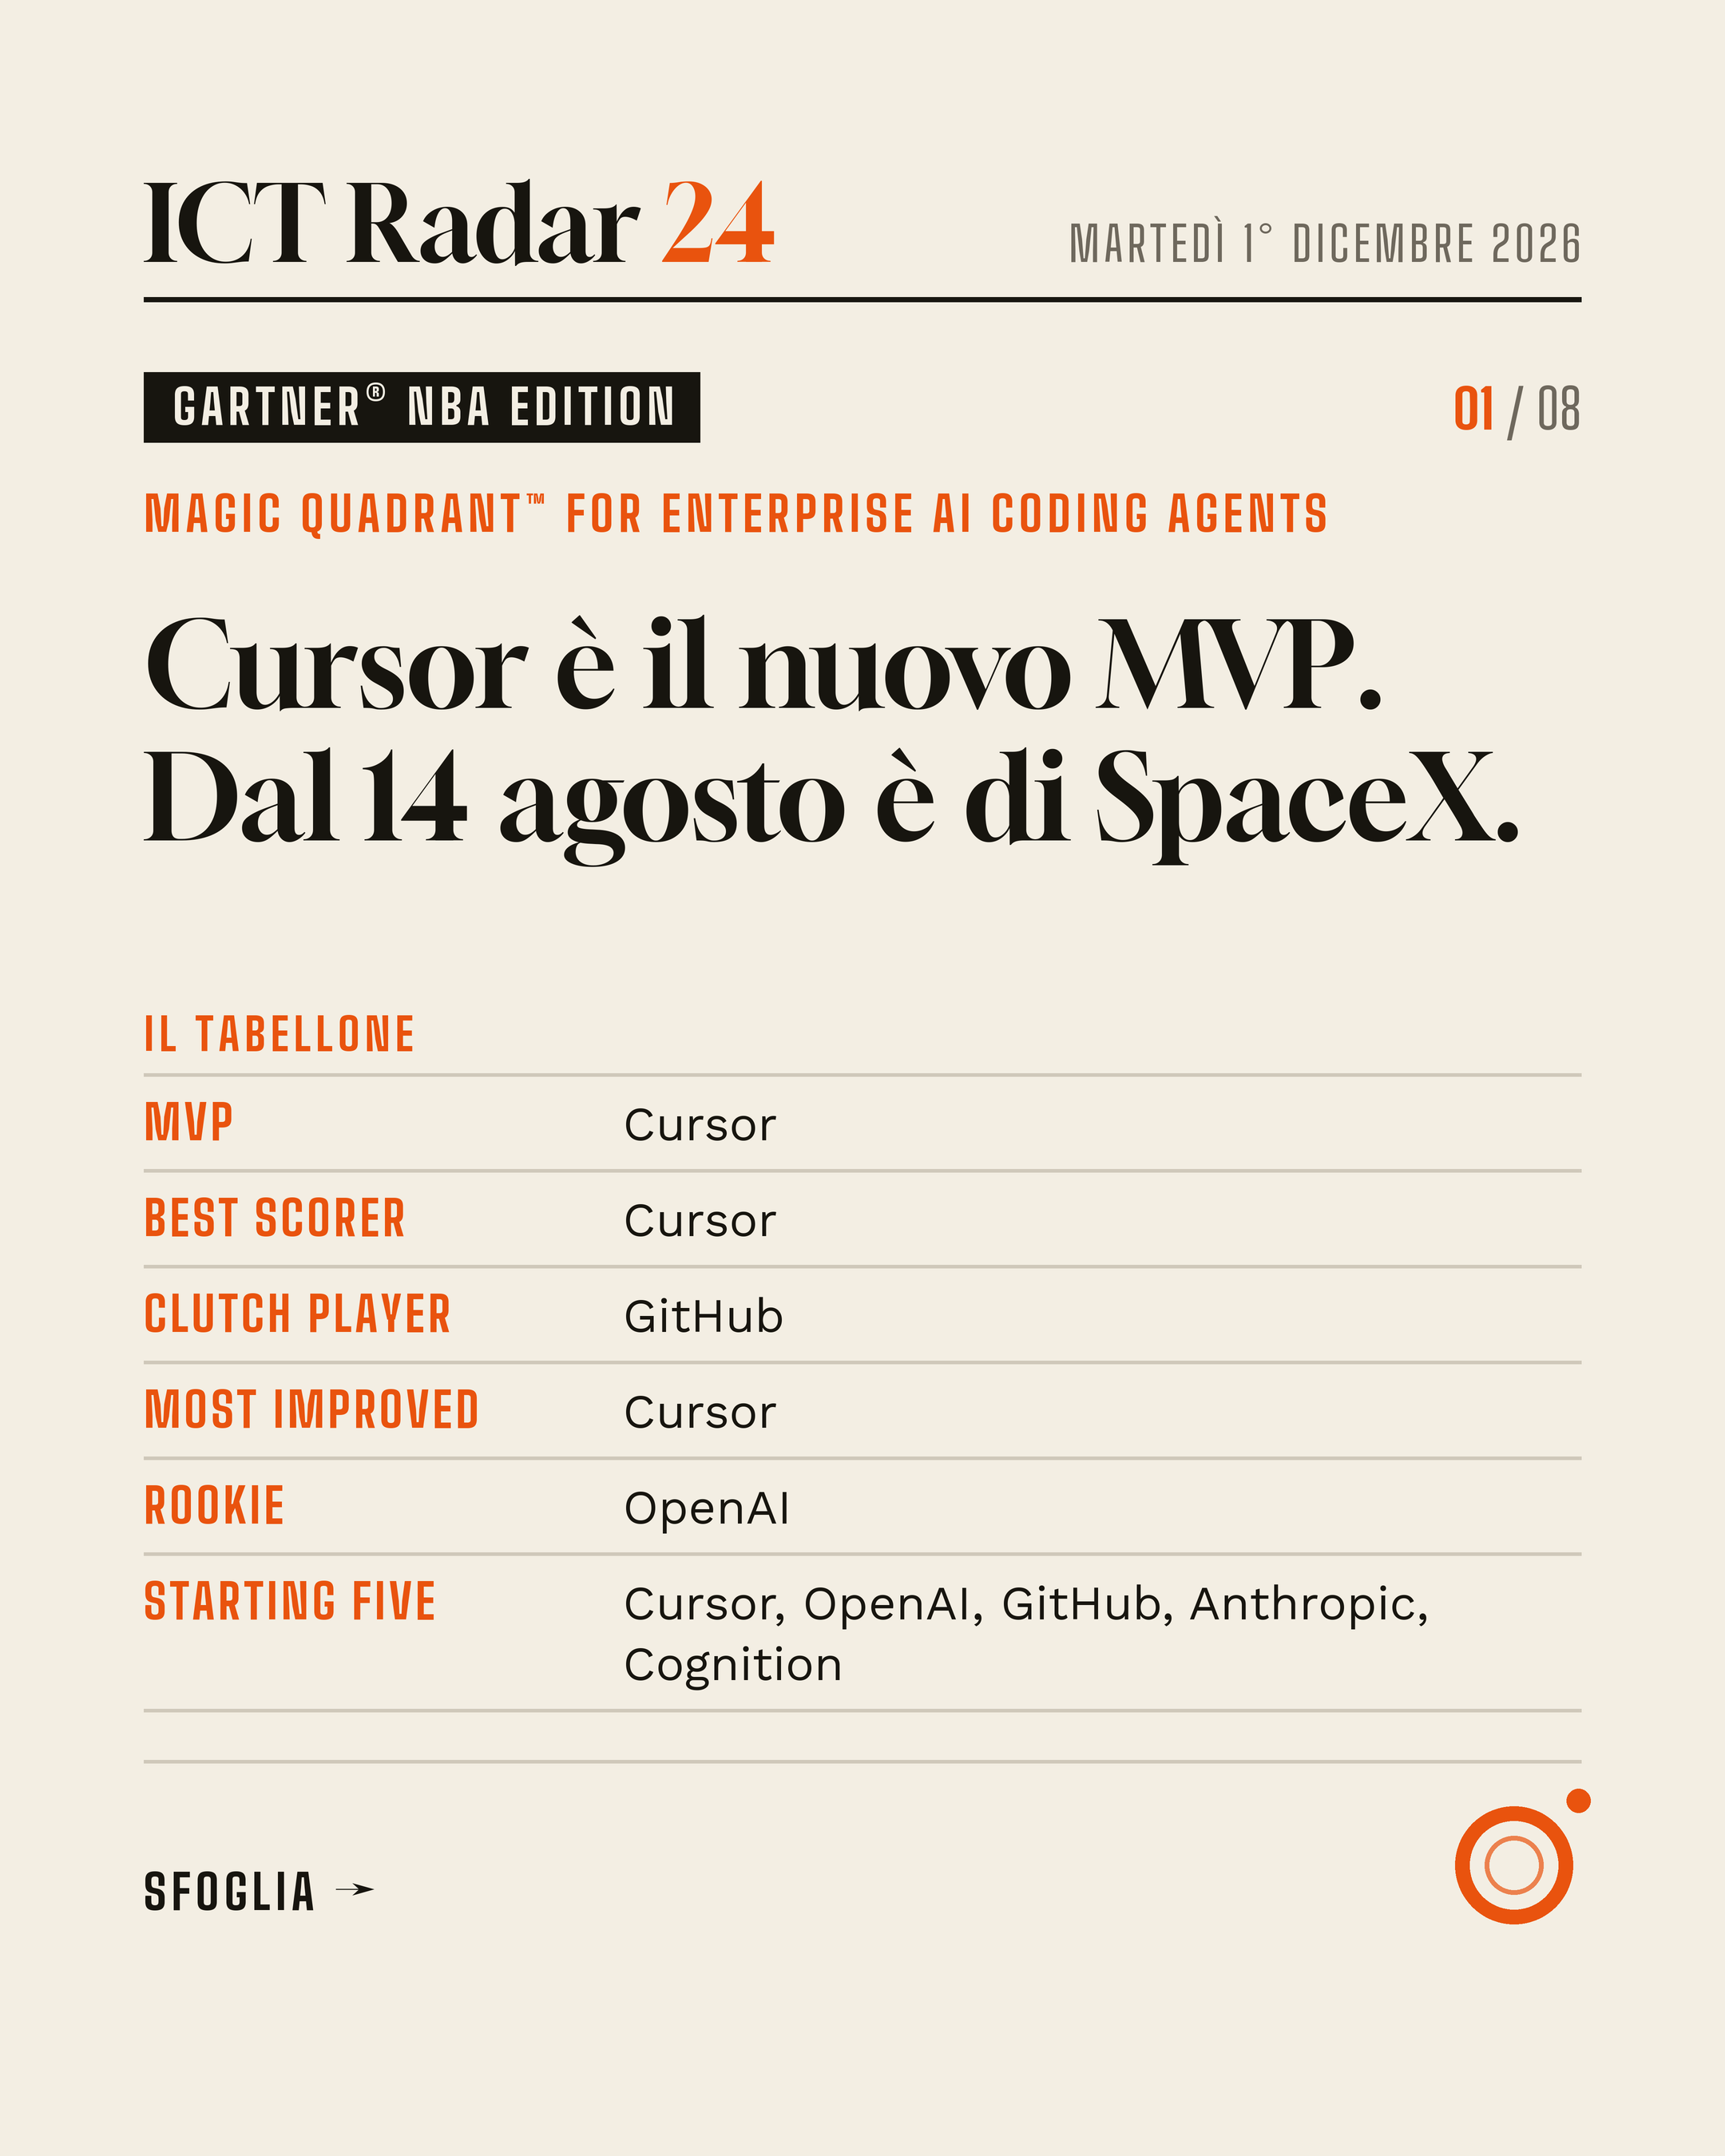 ICT Radar 24
MARTEDÌ 1° DICEMBRE 2026
GARTNER® NBA EDITION
01 / 08
MAGIC QUADRANT™ FOR ENTERPRISE AI CODING AGENTS
Cursor è il nuovo MVP.
Dal 14 agosto è di SpaceX.
IL TABELLONE
MVP Cursor
BEST SCORER Cursor
CLUTCH PLAYER GitHub
MOST IMPROVED Cursor
ROOKIE OpenAI
STARTING FIVE Cursor, OpenAI, GitHub, Anthropic,
Cognition
SFOGLIA →